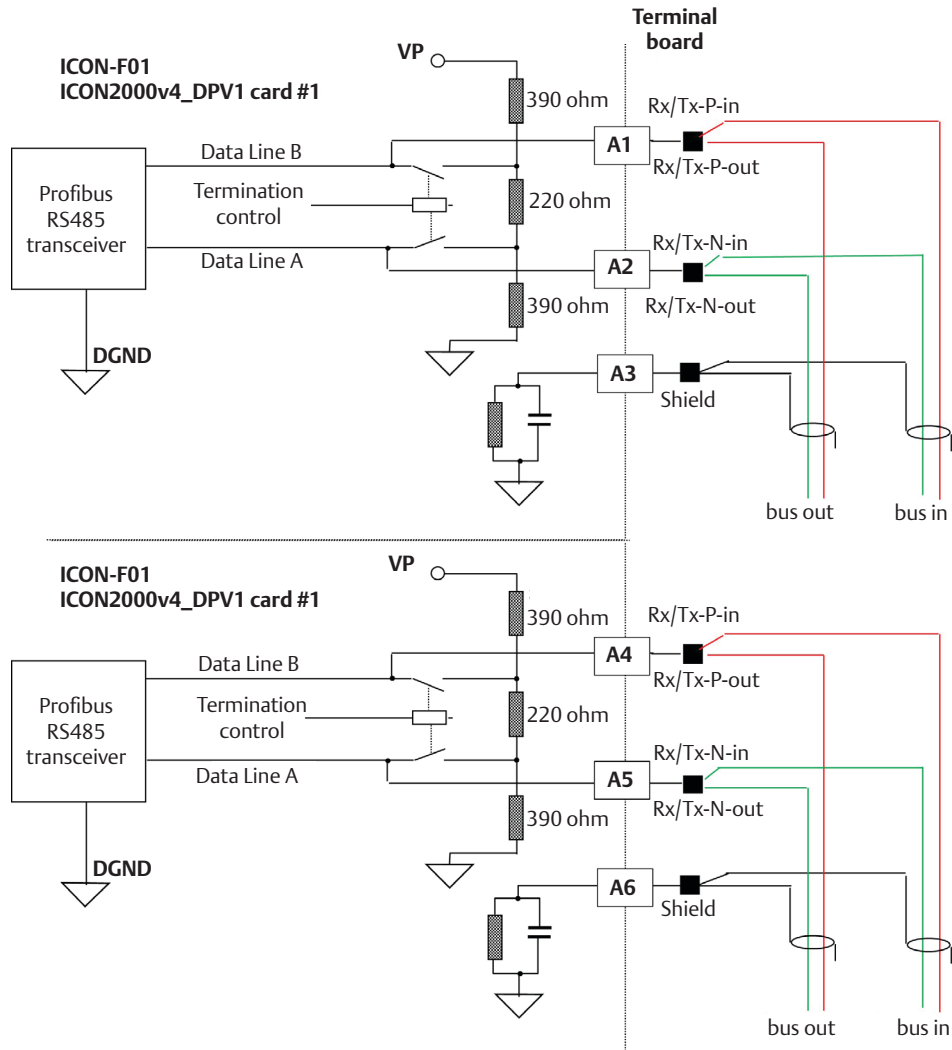 Terminal
board
VP
ICON-F01
ICON2000v4_DPV1 card #1
390 ohm
Rx/Tx-P-in
A1
Data Line B
Rx/Tx-P-out
Profibus
RS485
transceiver
Termination
control
220 ohm
Rx/Tx-N-in
A2
Data Line A
390 ohm
Rx/Tx-N-out
DGND
A3
Shield
bus out
bus in
VP
ICON-F01
ICON2000v4_DPV1 card #1
390 ohm
Rx/Tx-P-in
A4
Data Line B
Rx/Tx-P-out
Profibus
RS485
transceiver
Termination
control
220 ohm
Rx/Tx-N-in
A5
Data Line A
390 ohm
Rx/Tx-N-out
DGND
A6
Shield
bus out
bus in